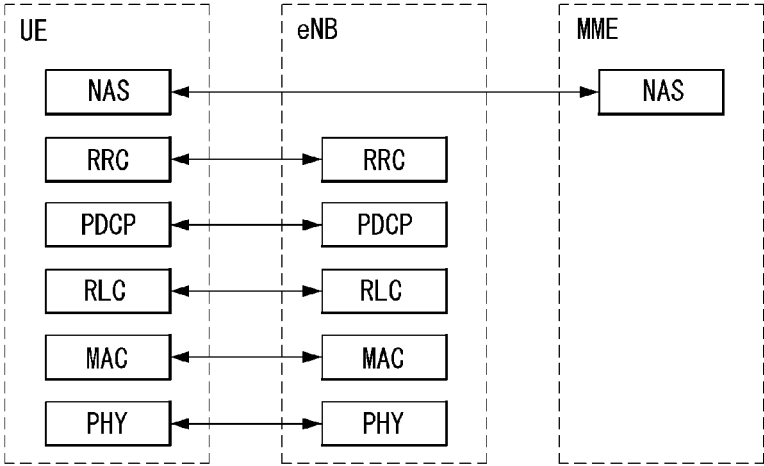 UE
eNB
MME
NAS
NAS
RRC
RRC
PDCP
PDCP
RLC
RLC
MAC
MAC
PHY
PHY